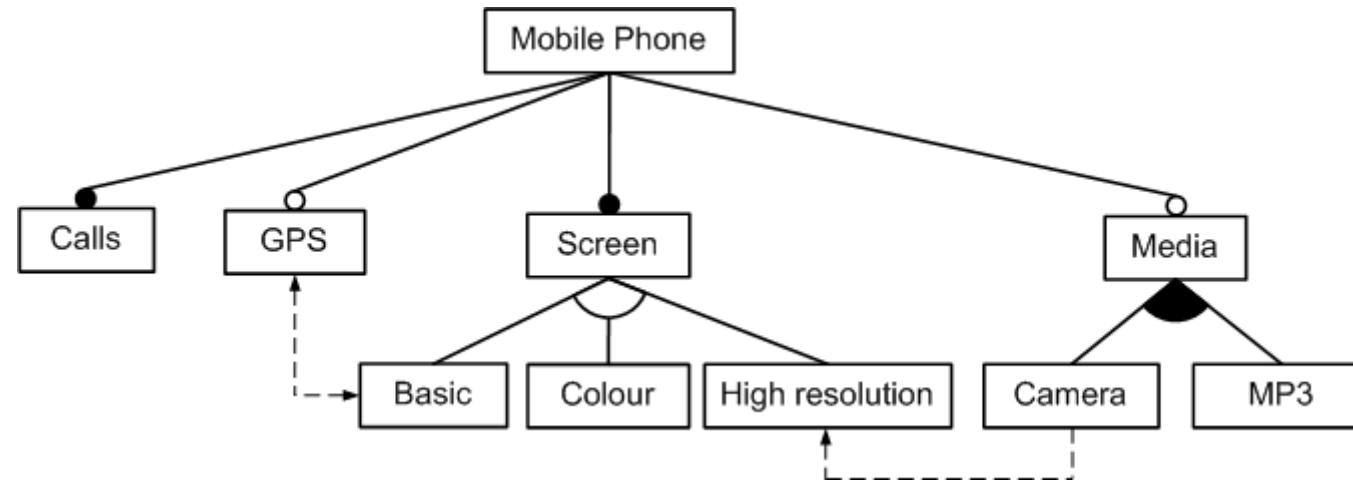 Mobile Phone
Calls
GPS
Screen
Media
Basic
Colour
High resolution
Camera
MP3